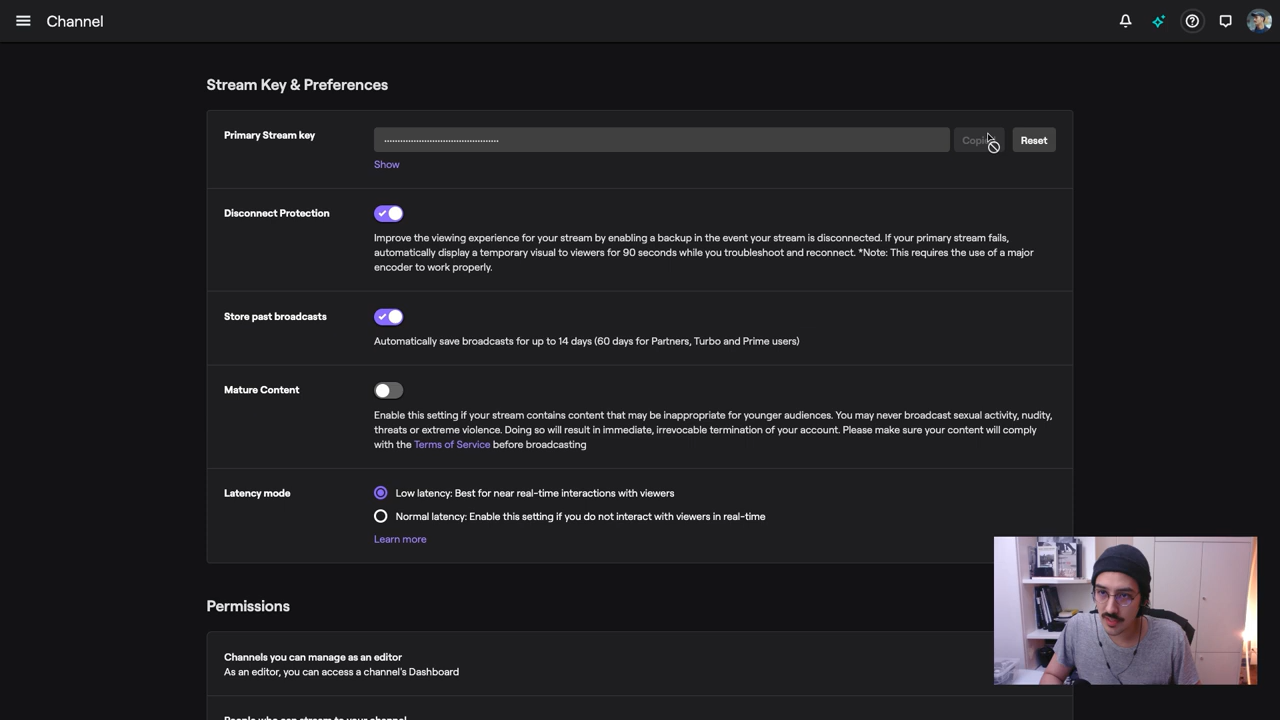 Channel
Stream Key & Preferences
Primary Stream key
Reset
Show
Disconnect Protection
Improve the viewing experience for your stream by enabling a backup in the event your stream is disconnected. If your primary stream fails,
automatically display a temporary visual to viewers for 90 seconds while you troubleshoot and reconnect. *Note: This requires the use of a major
encoder to work properly.
Store past broadcasts
Automatically save broadcasts for up to 14 days (60 days for Partners, Turbo and Prime users)
Mature Content
Enable this setting if your stream contains content that may be inappropriate for younger audiences. You may never broadcast sexual activity, nudity,
threats or extreme violence. Doing so will result in immediate, irrevocable termination of your account. Please make sure your content will comply
with the Terms of Service before broadcasting
Latency mode
Low latency: Best for near real-time interactions with viewers
Normal latency: Enable this setting if you do not interact with viewers in real-time
Learn more
Permissions
Channels you can manage as an editor
As an editor, you can access a channel's Dashboard
People who can stream to your channel